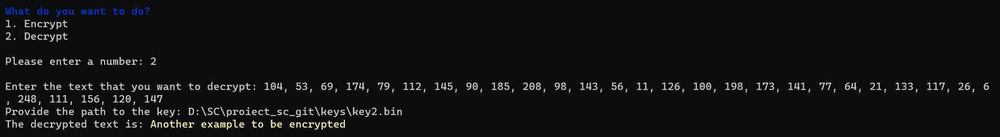 What do you want to do?
1. Encrypt
2. Decrypt
Please enter a number: 2
Enter the text that you want to decrypt: 104, 53, 69, 174, 79, 112, 145, 90, 185, 208, 98, 143, 56, 11, 126, 100, 198, 173, 141, 77, 64, 21, 133, 117, 26, 6
, 248, 111, 156, 120, 147
Provide the path to the key: D:\SC\proiect_sc_git\keys\key2.bin
The decrypted text is: Another example to be encrypted